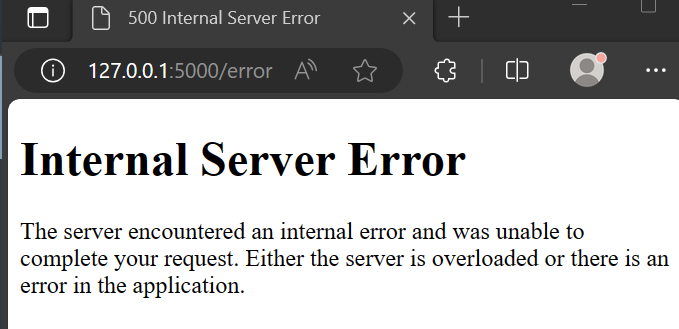 500 Internal Server Error
127.0.0.1:5000/error
Internal Server Error
The server encountered an internal error and was unable to
complete your request. Either the server is overloaded or there is an
error in the application.